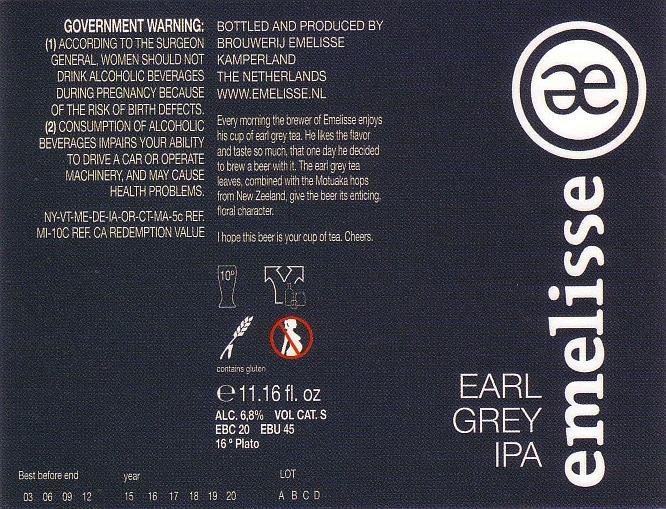 GOVERNMENT WARNING:
(1) ACCORDING TO THE SURGEON
GENERAL, WOMEN SHOULD NOT
DRINK ALCOHOLIC BEVERAGES
DURING PREGNANCY BECAUSE
OF THE RISK OF BIRTH DEFECTS.
(2) CONSUMPTION OF ALCOHOLIC
BEVERAGES IMPAIRS YOUR ABILITY
TO DRIVE A CAR OR OPERATE
MACHINERY, AND MAY CAUSE
HEALTH PROBLEMS.
NY-VT-ME-DE-IA-OR-CT-MA-5c REF.
MI-10C REF. CA REDEMPTION VALUE
BOTTLED AND PRODUCED BY
BROUWERIJ EMELISSE
KAMPERLAND
THE NETHERLANDS
WWW.EMELISSE.NL
Every morning the brewer of Emelisse enjoys
his cup of earl grey tea. He likes the flavor
and taste so much, that one day he decided
to brew a beer with it. The earl grey tea
leaves, combined with the Motuaka hops
from New Zealend, give the beer its enticing,
floral character.
I hope this beer is your cup of tea. Cheers.
10°
contains gluten
℮ 11.16 fl. oz
ALC. 6,8% VOL CAT. S
EBC 20 EBU 45
16 º Plato
æ
emelisse
EARL
GREY
IPA
Best before end year LOT
03 06 09 12 15 16 17 18 19 20 A B C D